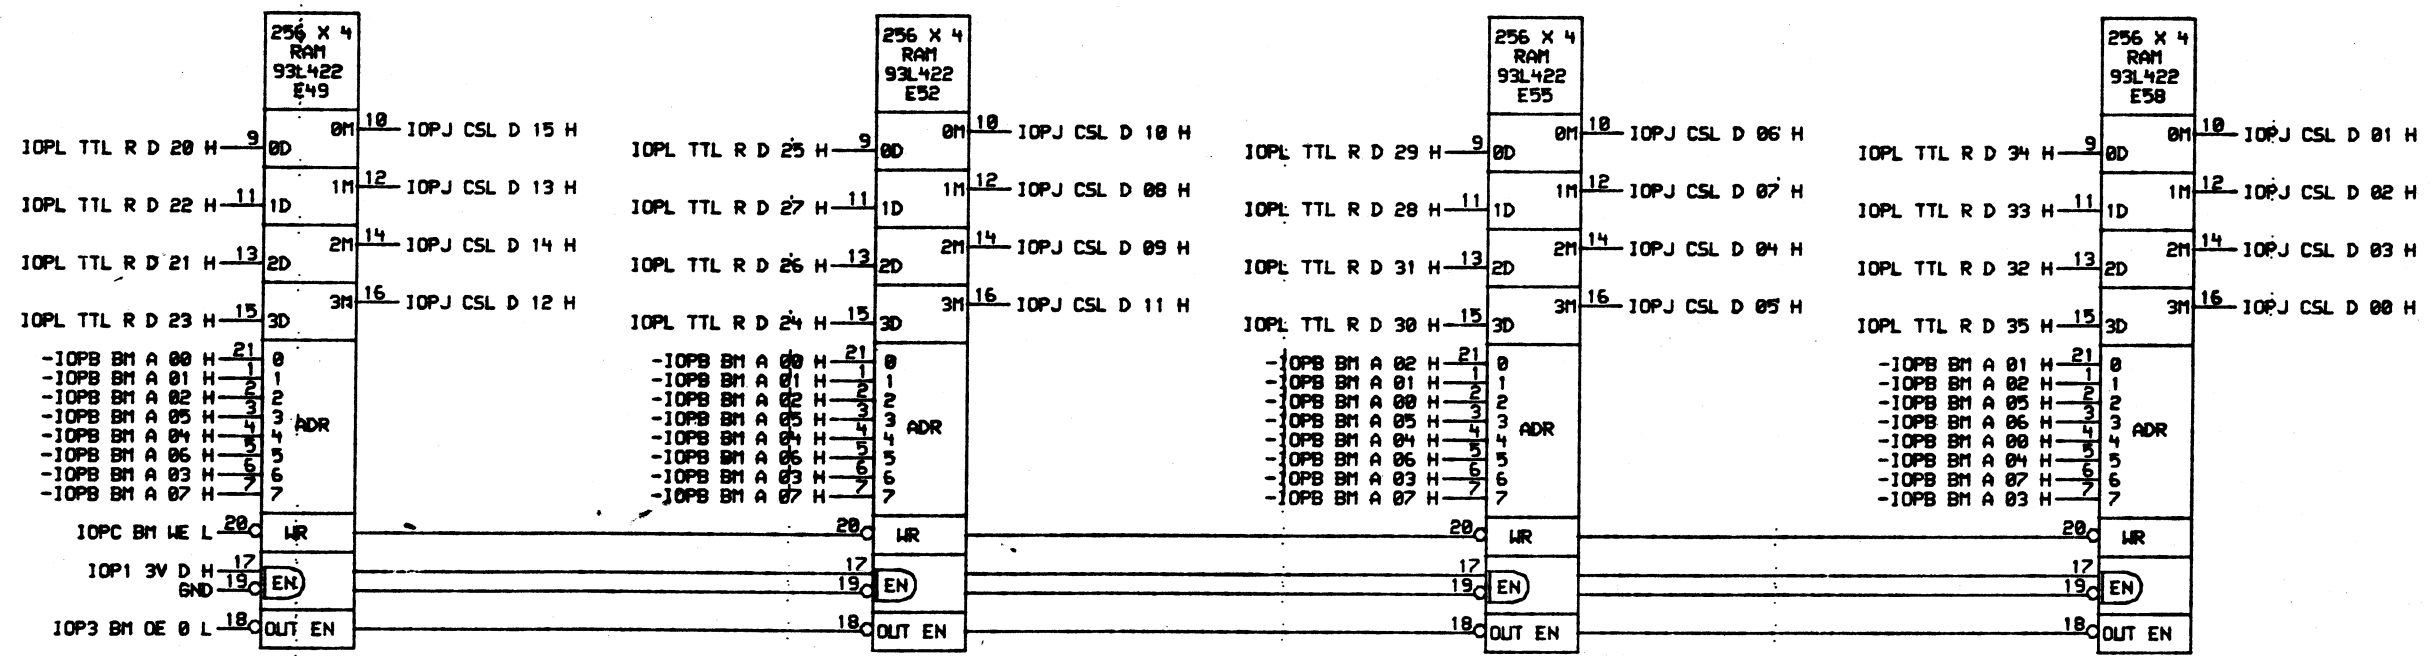 256 X 4
RAM
93L422
E49
IOPL TTL R D 20 H 9 0D 0M 10 IOPJ CSL D 15 H
IOPL TTL R D 22 H 11 1D 1M 12 IOPJ CSL D 13 H
IOPL TTL R D 21 H 13 2D 2M 14 IOPJ CSL D 14 H
IOPL TTL R D 23 H 15 3D 3M 16 IOPJ CSL D 12 H
-IOPB BM A 00 H 21 0
-IOPB BM A 01 H 1 1
-IOPB BM A 02 H 2 2
-IOPB BM A 05 H 3 3 ADR
-IOPB BM A 04 H 4 4
-IOPB BM A 06 H 5 5
-IOPB BM A 03 H 6 6
-IOPB BM A 07 H 7 7
IOPC BM WE L 20 WR
IOP1 3V D H 17 EN
GND 19
IOP3 BM OE 0 L 18 OUT EN
256 X 4
RAM
93L422
E52
IOPL TTL R D 25 H 9 0D 0M 10 IOPJ CSL D 10 H
IOPL TTL R D 27 H 11 1D 1M 12 IOPJ CSL D 08 H
IOPL TTL R D 26 H 13 2D 2M 14 IOPJ CSL D 09 H
IOPL TTL R D 24 H 15 3D 3M 16 IOPJ CSL D 11 H
-IOPB BM A 00 H 21 0
-IOPB BM A 01 H 1 1
-IOPB BM A 02 H 2 2
-IOPB BM A 05 H 3 3 ADR
-IOPB BM A 04 H 4 4
-IOPB BM A 06 H 5 5
-IOPB BM A 03 H 6 6
-IOPB BM A 07 H 7 7
20 WR
17 EN
19
18 OUT EN
256 X 4
RAM
93L422
E55
IOPL TTL R D 29 H 9 0D 0M 10 IOPJ CSL D 06 H
IOPL TTL R D 28 H 11 1D 1M 12 IOPJ CSL D 07 H
IOPL TTL R D 31 H 13 2D 2M 14 IOPJ CSL D 04 H
IOPL TTL R D 30 H 15 3D 3M 16 IOPJ CSL D 05 H
-IOPB BM A 02 H 21 0
-IOPB BM A 01 H 1 1
-IOPB BM A 00 H 2 2
-IOPB BM A 05 H 3 3 ADR
-IOPB BM A 04 H 4 4
-IOPB BM A 06 H 5 5
-IOPB BM A 03 H 6 6
-IOPB BM A 07 H 7 7
20 WR
17 EN
19
18 OUT EN
256 X 4
RAM
93L422
E58
IOPL TTL R D 34 H 9 0D 0M 10 IOPJ CSL D 01 H
IOPL TTL R D 33 H 11 1D 1M 12 IOPJ CSL D 02 H
IOPL TTL R D 32 H 13 2D 2M 14 IOPJ CSL D 03 H
IOPL TTL R D 35 H 15 3D 3M 16 IOPJ CSL D 00 H
-IOPB BM A 01 H 21 0
-IOPB BM A 02 H 1 1
-IOPB BM A 05 H 2 2
-IOPB BM A 06 H 3 3 ADR
-IOPB BM A 00 H 4 4
-IOPB BM A 04 H 5 5
-IOPB BM A 07 H 6 6
-IOPB BM A 03 H 7 7
20 WR
17 EN
19
18 OUT EN